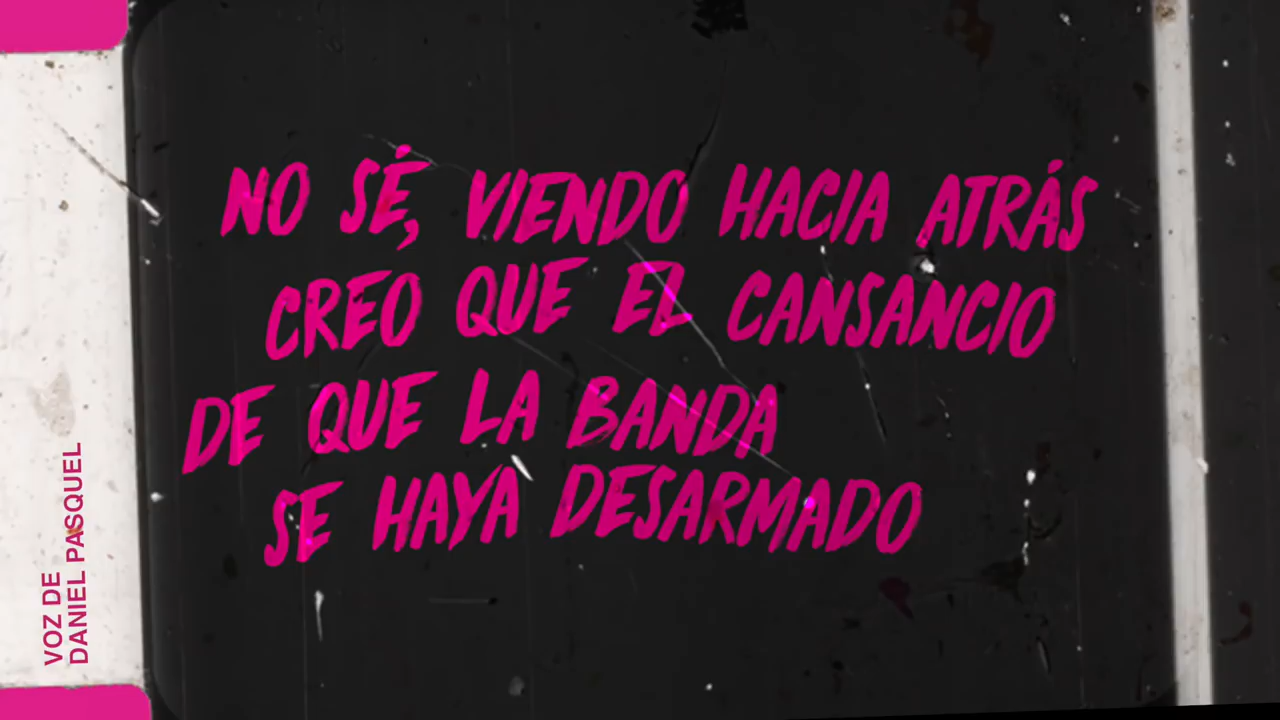 NO SÉ, VIENDO HACIA ATRÁS
CREO QUE EL CANSANCIO
DE QUE LA BANDA
SE HAYA DESARMADO
VOZ DE
DANIEL PASQUEL